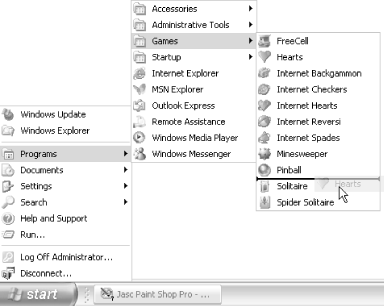 Accessories
Administrative Tools
Games
Startup
Internet Explorer
MSN Explorer
Outlook Express
Remote Assistance
Windows Media Player
Windows Messenger
FreeCell
Hearts
Internet Backgammon
Internet Checkers
Internet Hearts
Internet Reversi
Internet Spades
Minesweeper
Pinball
Solitaire
Hearts
Spider Solitaire
Windows Update
Windows Explorer
Programs
Documents
Settings
Search
Help and Support
Run...
Log Off Administrator...
Disconnect...
start
Jasc Paint Shop Pro - ...